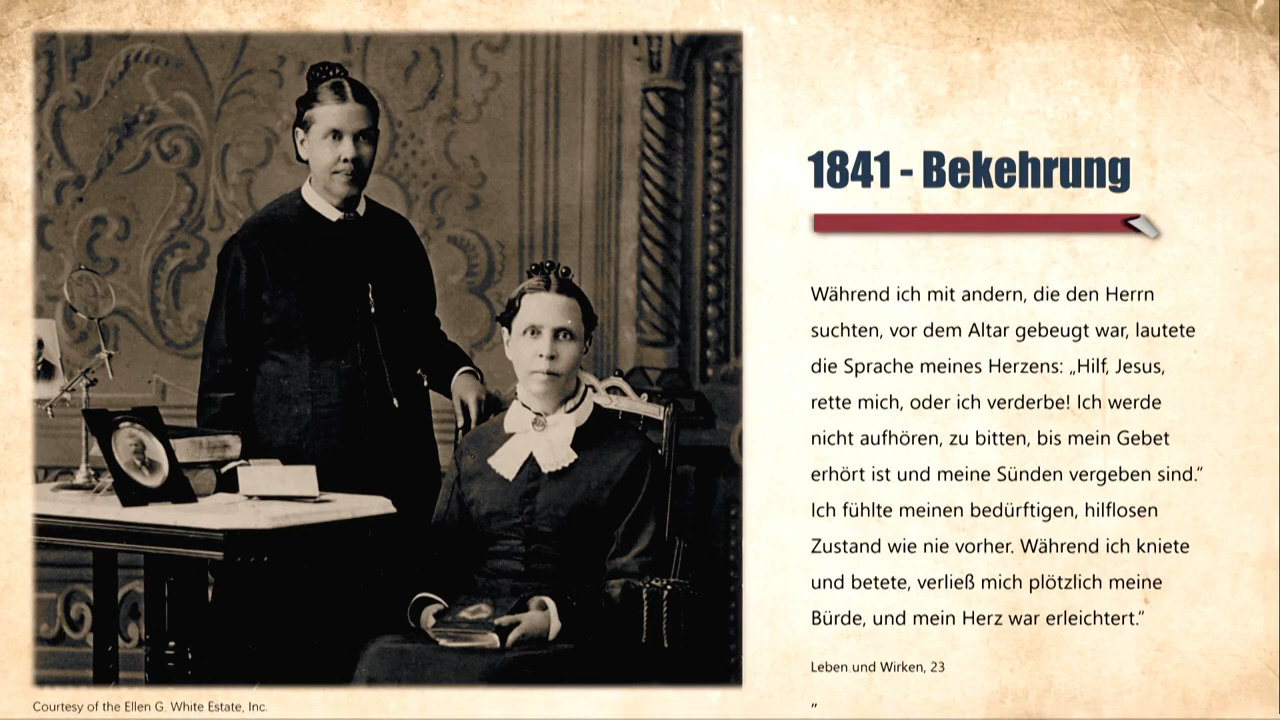 1841 - Bekehrung
Während ich mit andern, die den Herrn
suchten, vor dem Altar gebeugt war, lautete
die Sprache meines Herzens: „Hilf, Jesus,
rette mich, oder ich verderbe! Ich werde
nicht aufhören, zu bitten, bis mein Gebet
erhört ist und meine Sünden vergeben sind.“
Ich fühlte meinen bedürftigen, hilflosen
Zustand wie nie vorher. Während ich kniete
und betete, verließ mich plötzlich meine
Bürde, und mein Herz war erleichtert.“
Leben und Wirken, 23
“
Courtesy of the Ellen G. White Estate, Inc.